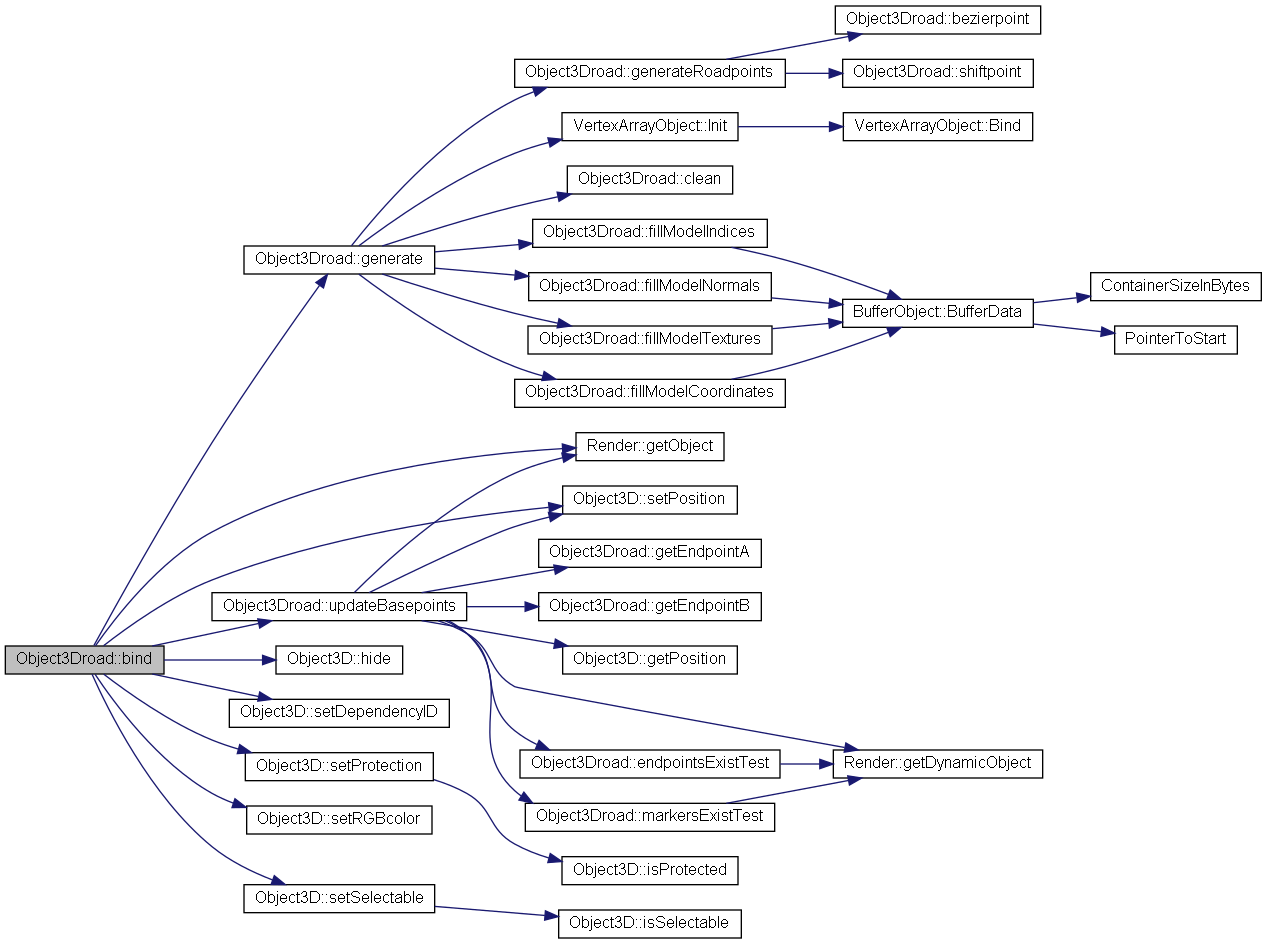 Object3Droad::bezierpoint
Object3Droad::generateRoadpoints
Object3Droad::shiftpoint
VertexArrayObject::Init
VertexArrayObject::Bind
Object3Droad::clean
Object3Droad::fillModelIndices
Object3Droad::generate
Object3Droad::fillModelNormals
ContainerSizeInBytes
BufferObject::BufferData
Object3Droad::fillModelTextures
PointerToStart
Object3Droad::fillModelCoordinates
Render::getObject
Object3D::setPosition
Object3Droad::getEndpointA
Object3Droad::updateBasepoints
Object3Droad::getEndpointB
Object3Droad::bind
Object3D::hide
Object3D::getPosition
Object3D::setDependencyID
Object3D::setProtection
Object3Droad::endpointsExistTest
Render::getDynamicObject
Object3D::setRGBcolor
Object3Droad::markersExistTest
Object3D::isProtected
Object3D::setSelectable
Object3D::isSelectable